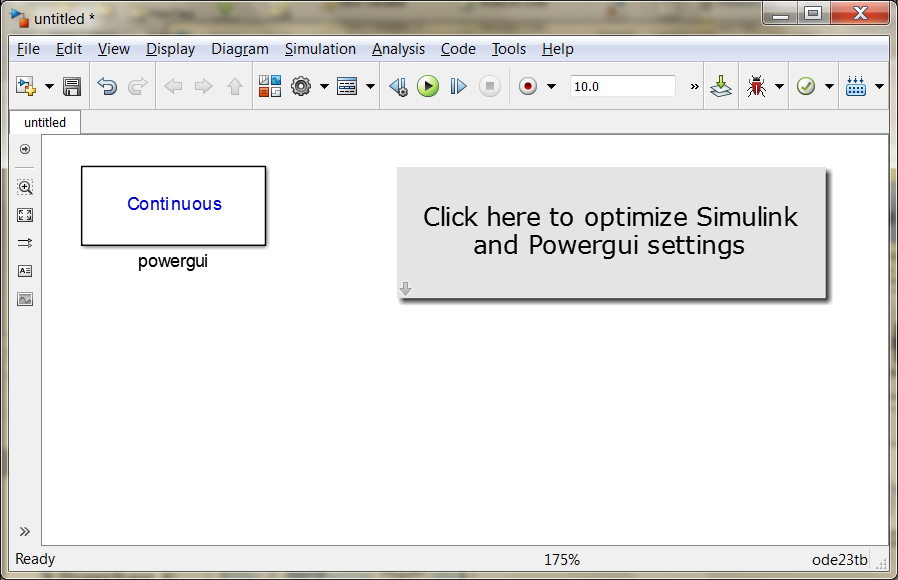 untitled *
File Edit View Display Diagram Simulation Analysis Code Tools Help
10.0 »
untitled
Continuous
powergui
Click here to optimize Simulink
and Powergui settings
Ready 175% ode23tb